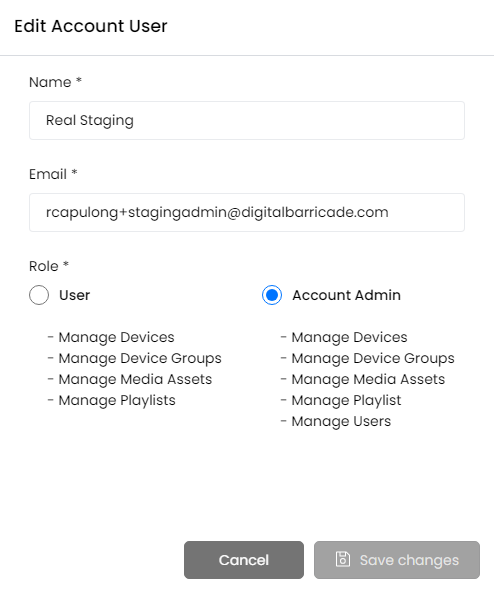 Edit Account User
Name *
Real Staging
Email *
rcapulong+stagingadmin@digitalbarricade.com
Role *
User
- Manage Devices
- Manage Device Groups
- Manage Media Assets
- Manage Playlists
Account Admin
- Manage Devices
- Manage Device Groups
- Manage Media Assets
- Manage Playlist
- Manage Users
Cancel
Save changes